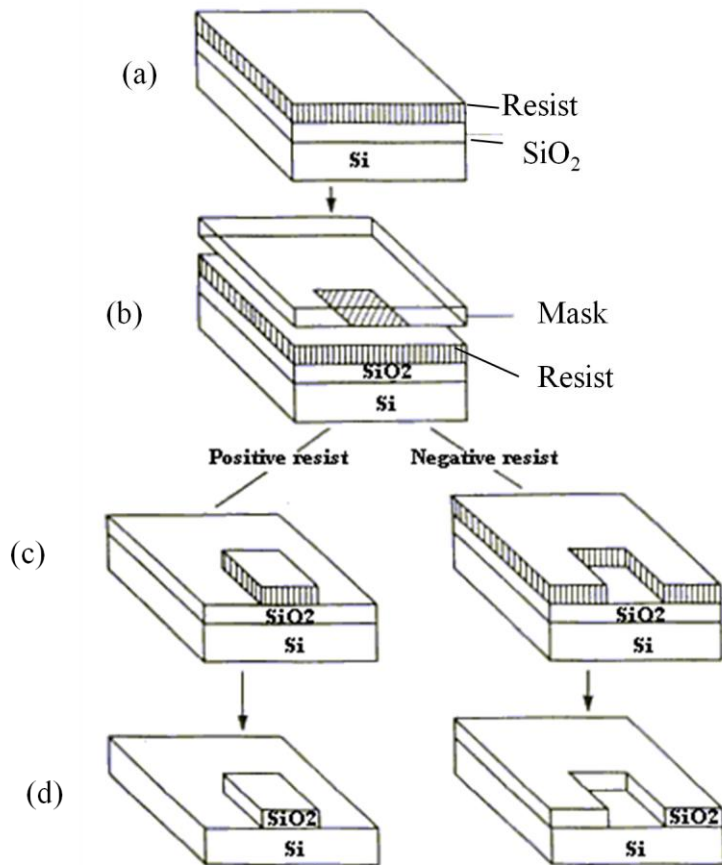 (a)
Resist
SiO₂
Si
(b)
Mask
Resist
SiO2
Si
Positive resist
Negative resist
(c)
SiO2
Si
SiO2
Si
(d)
SiO2
Si
SiO2
Si